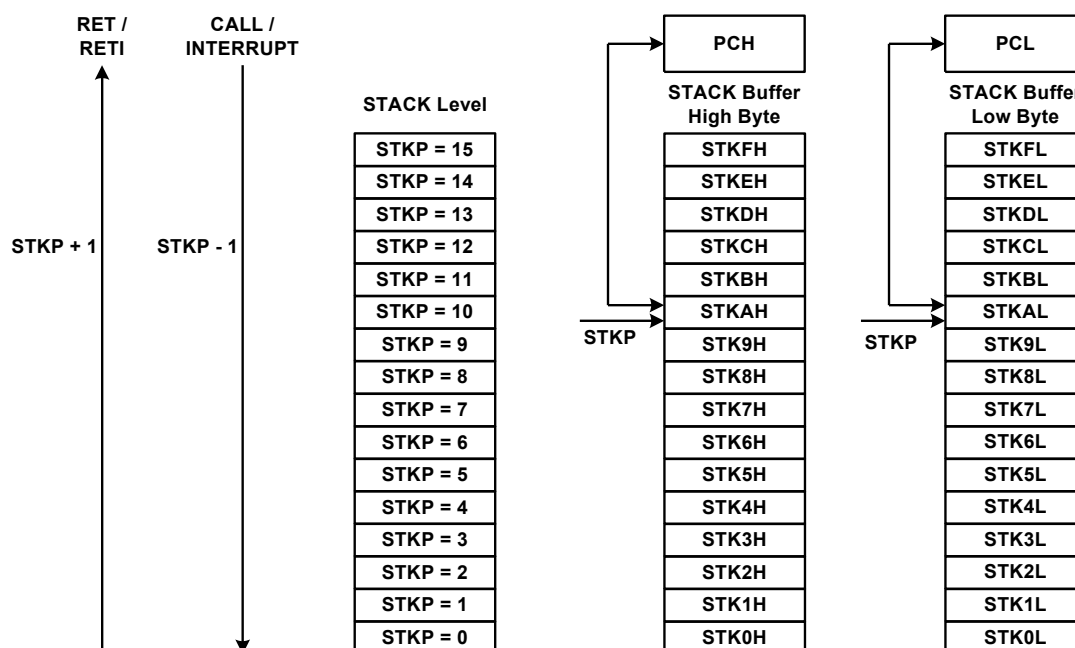 RET /
RETI
CALL /
INTERRUPT
PCH
PCL
STACK Level
STACK Buffer
High Byte
STACK Buffer
Low Byte
STKP = 15
STKFH
STKFL
STKP = 14
STKEH
STKEL
STKP = 13
STKDH
STKDL
STKP + 1
STKP - 1
STKP = 12
STKCH
STKCL
STKP = 11
STKBH
STKBL
STKP = 10
STKAH
STKAL
STKP
STKP
STKP = 9
STK9H
STK9L
STKP = 8
STK8H
STK8L
STKP = 7
STK7H
STK7L
STKP = 6
STK6H
STK6L
STKP = 5
STK5H
STK5L
STKP = 4
STK4H
STK4L
STKP = 3
STK3H
STK3L
STKP = 2
STK2H
STK2L
STKP = 1
STK1H
STK1L
STKP = 0
STK0H
STK0L